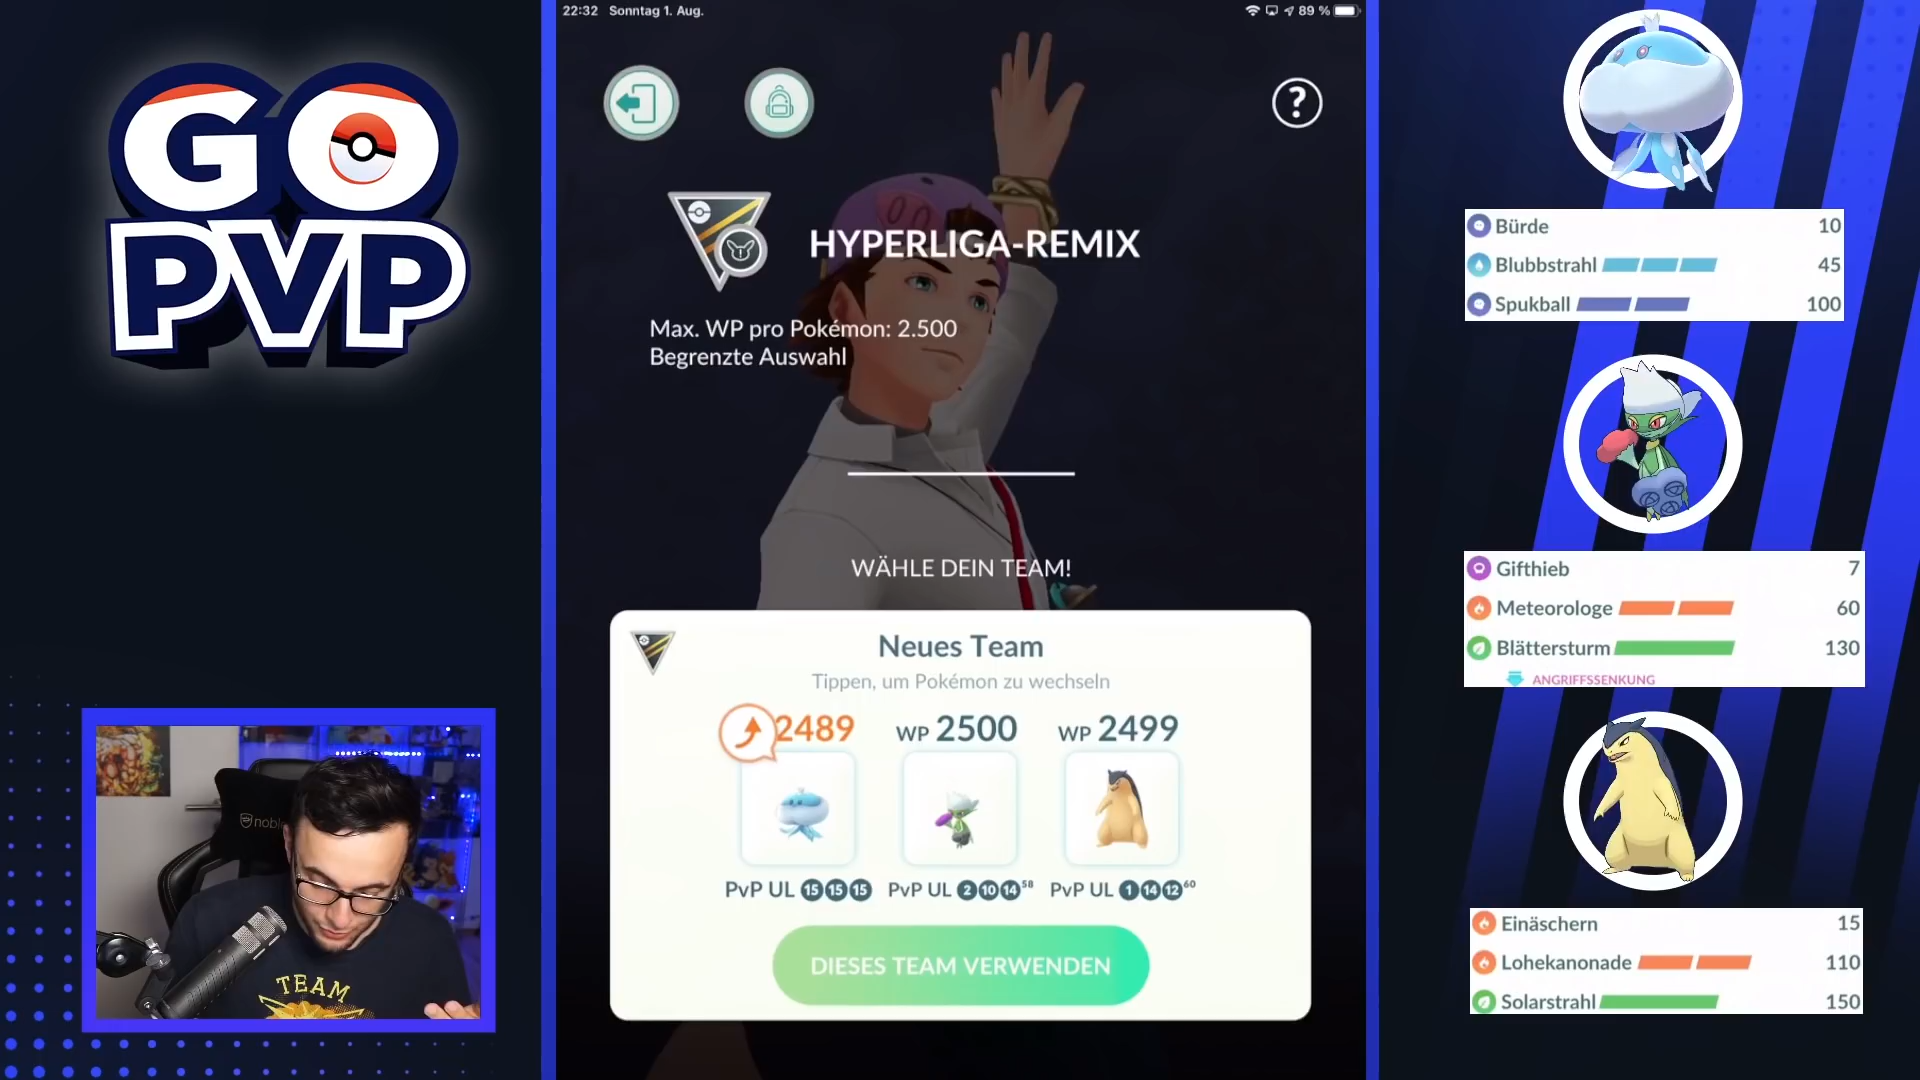 22:32 Sonntag 1. Aug.
89 %
GO
PVP
?
HYPERLIGA-REMIX
Max. WP pro Pokémon: 2.500
Begrenzte Auswahl
WÄHLE DEIN TEAM!
Neues Team
Tippen, um Pokémon zu wechseln
2489
WP 2500
WP 2499
PvP UL 15 15 15
PvP UL 2 10 14 58
PvP UL 1 14 12 60
DIESES TEAM VERWENDEN
Bürde 10
Blubbstrahl 45
Spukball 100
Gifthieb 7
Meteorologe 60
Blättersturm 130
ANGRIFFSSENKUNG
Einäschern 15
Lohekanonade 110
Solarstrahl 150
noble
TEAM